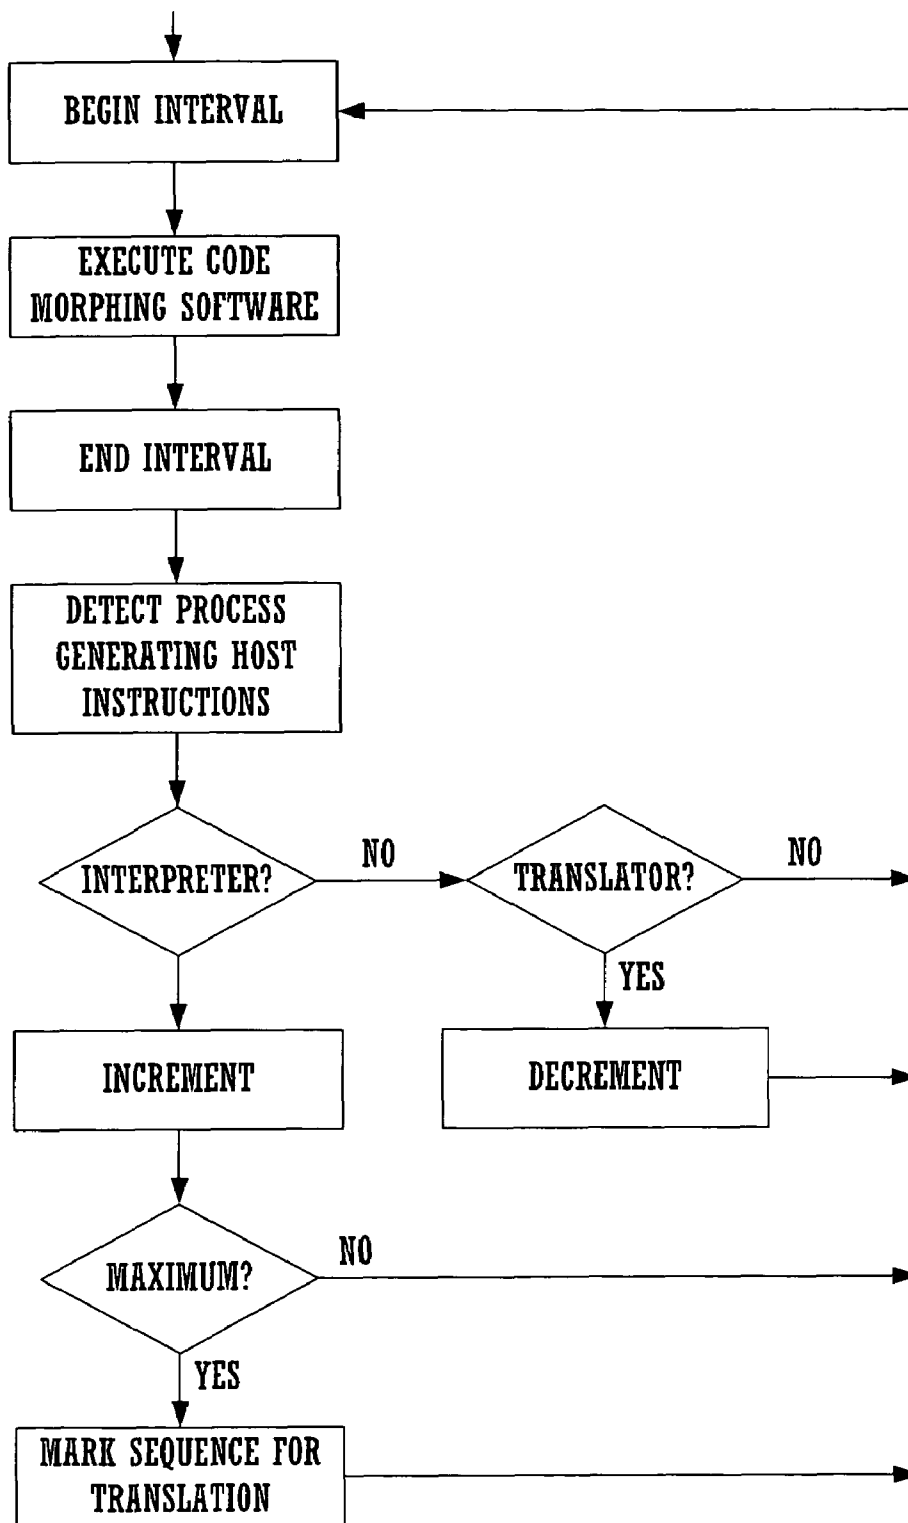 BEGIN INTERVAL
EXECUTE CODE
MORPHING SOFTWARE
END INTERVAL
DETECT PROCESS
GENERATING HOST
INSTRUCTIONS
INTERPRETER?
NO
TRANSLATOR?
NO
YES
INCREMENT
DECREMENT
MAXIMUM?
NO
YES
MARK SEQUENCE FOR
TRANSLATION